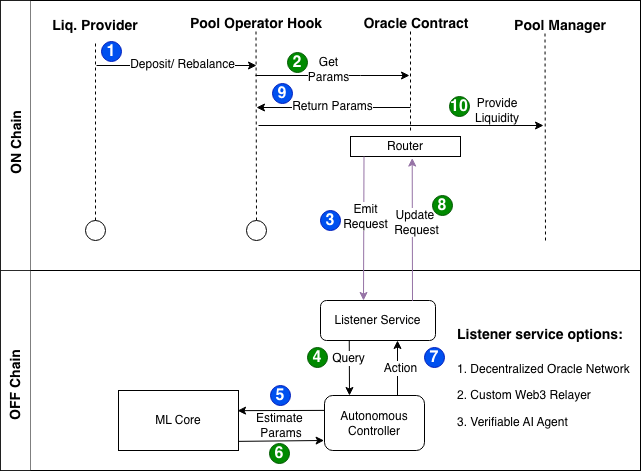 Liq. Provider
Pool Operator Hook
Oracle Contract
Pool Manager
1
Deposit/ Rebalance
2
Get
Params
9
Return Params
10
Provide
Liquidity
ON Chain
Router
3
Emit
Request
8
Update
Request
Listener Service
4
Query
Action
7
Listener service options:
1. Decentralized Oracle Network
2. Custom Web3 Relayer
3. Verifiable AI Agent
OFF Chain
5
ML Core
Estimate
Params
6
Autonomous
Controller